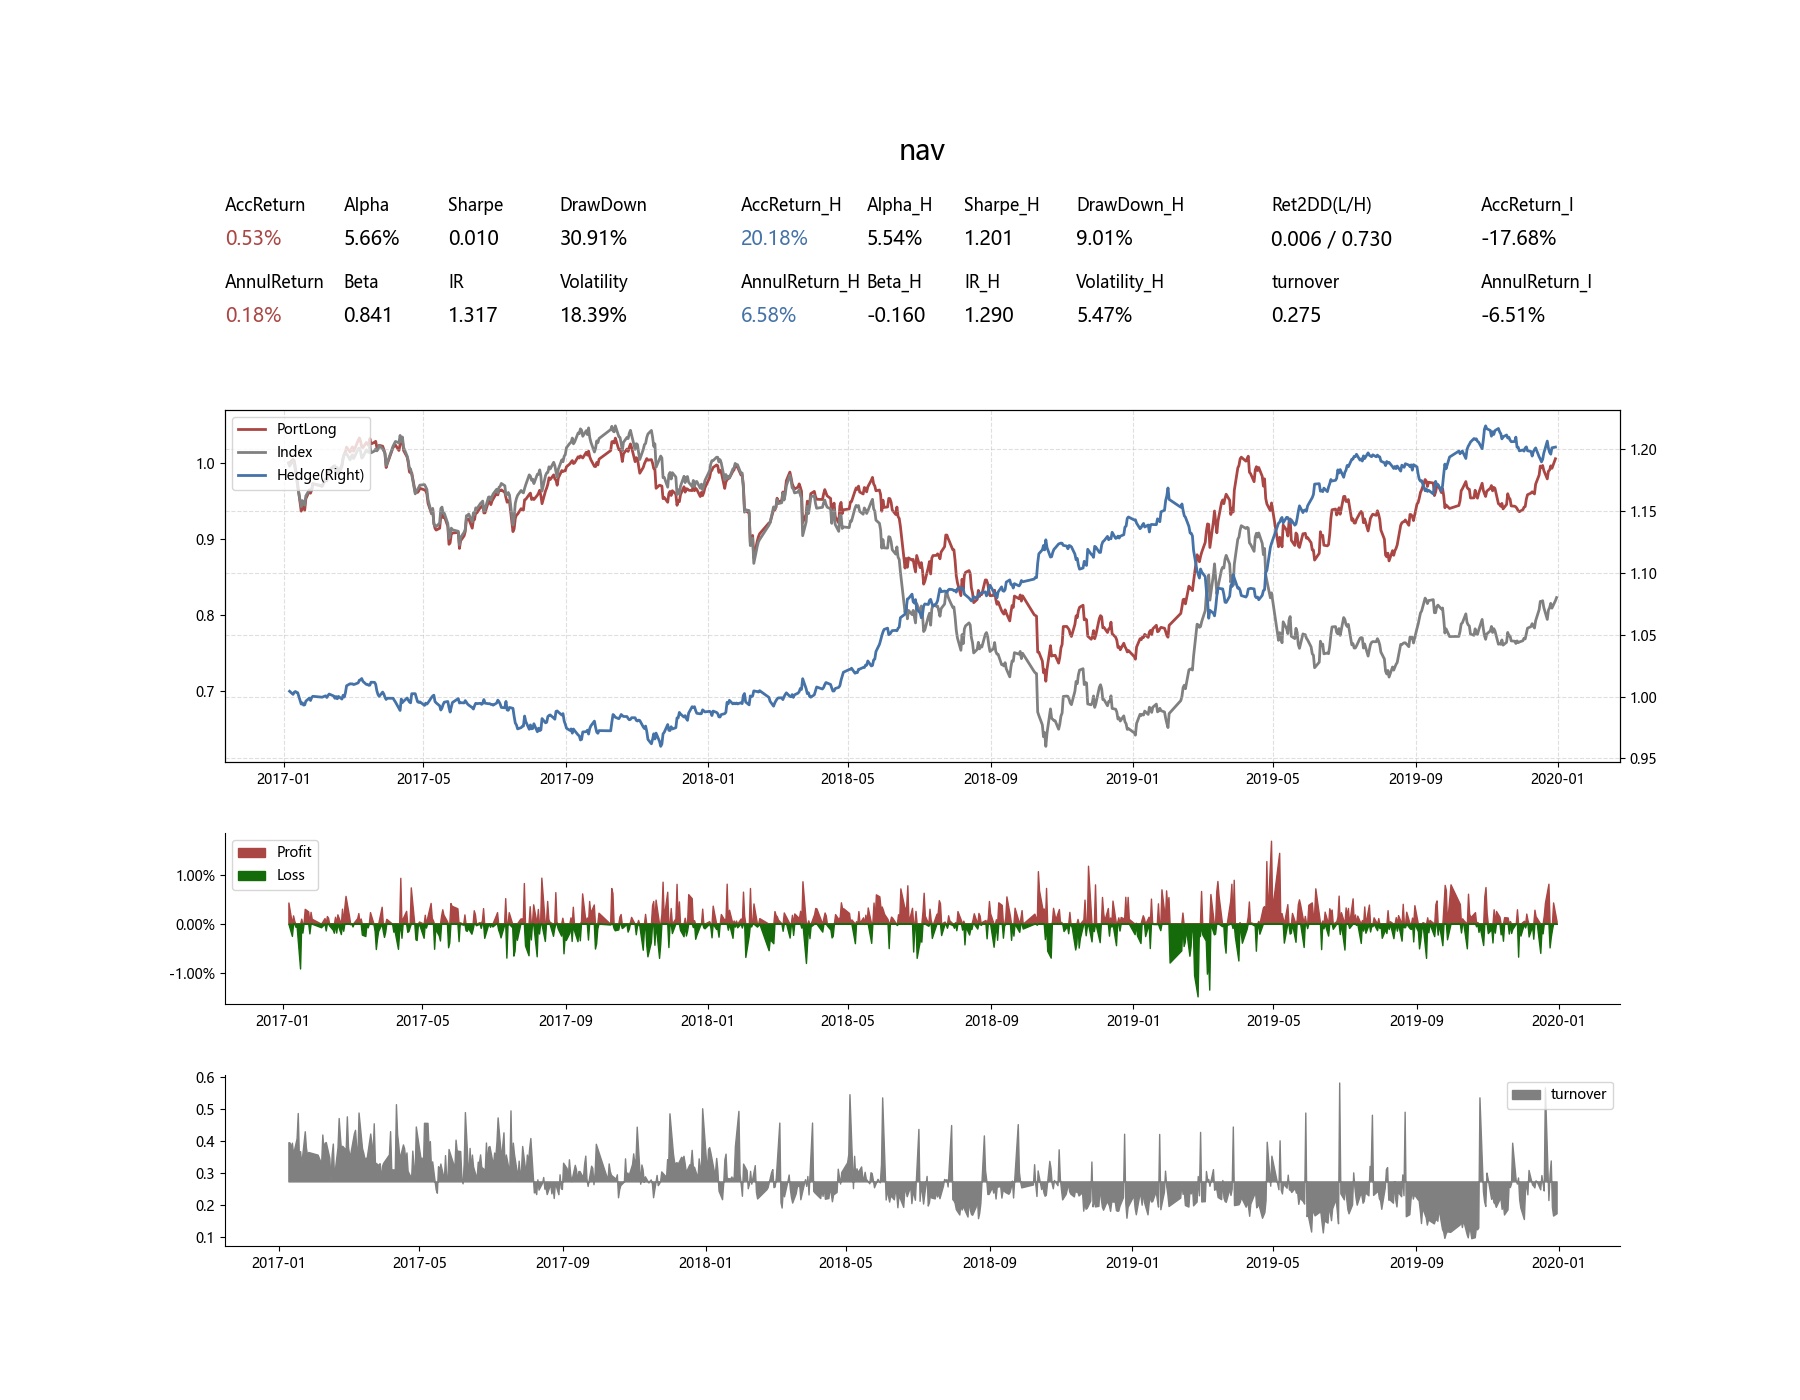 nav
AccReturn Alpha Sharpe DrawDown AccReturn_H Alpha_H Sharpe_H DrawDown_H Ret2DD(L/H) AccReturn_I
0.53% 5.66% 0.010 30.91% 20.18% 5.54% 1.201 9.01% 0.006 / 0.730 -17.68%
AnnulReturn Beta IR Volatility AnnulReturn_H Beta_H IR_H Volatility_H turnover AnnulReturn_I
0.18% 0.841 1.317 18.39% 6.58% -0.160 1.290 5.47% 0.275 -6.51%
PortLong
Index
Hedge(Right)
1.0
0.9
0.8
0.7
1.20
1.15
1.10
1.05
1.00
0.95
2017-01 2017-05 2017-09 2018-01 2018-05 2018-09 2019-01 2019-05 2019-09 2020-01
Profit
Loss
1.00%
0.00%
-1.00%
2017-01 2017-05 2017-09 2018-01 2018-05 2018-09 2019-01 2019-05 2019-09 2020-01
turnover
0.6
0.5
0.4
0.3
0.2
0.1
2017-01 2017-05 2017-09 2018-01 2018-05 2018-09 2019-01 2019-05 2019-09 2020-01